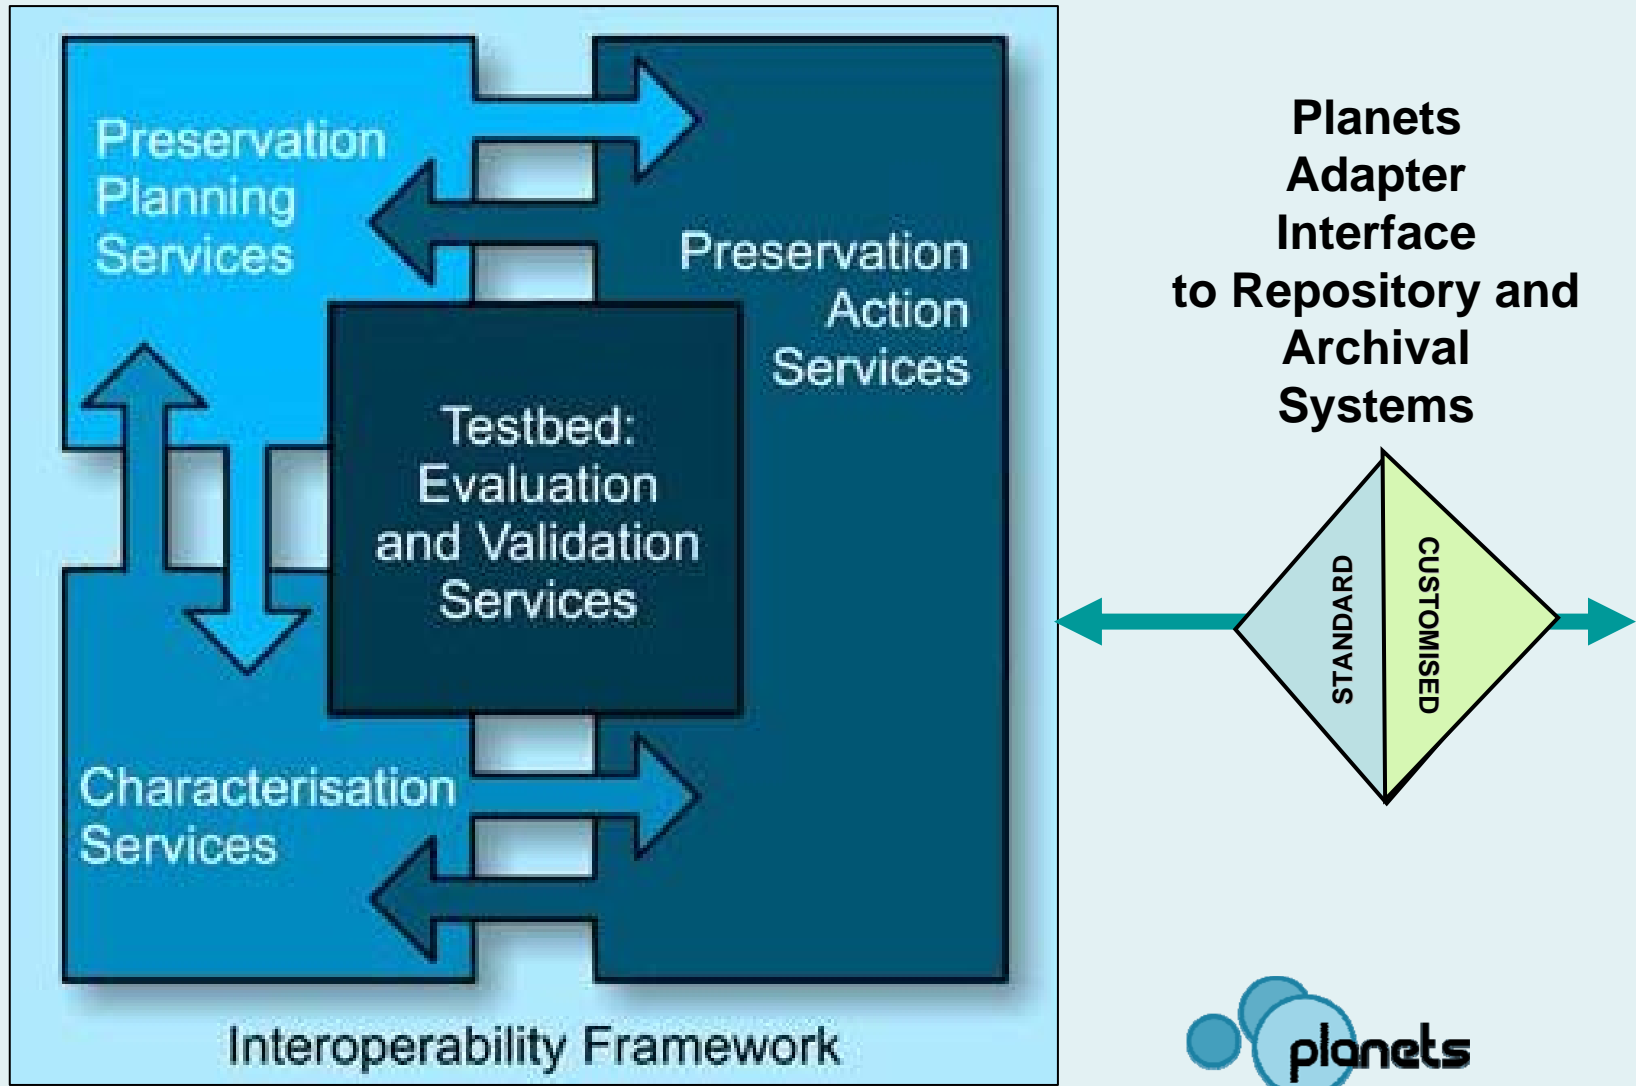 Preservation
Planning
Services
Preservation
Action
Services
Testbed:
Evaluation
and Validation
Services
Characterisation
Services
Interoperability Framework
Planets
Adapter
Interface
to Repository and
Archival
Systems
STANDARD
CUSTOMISED
planets